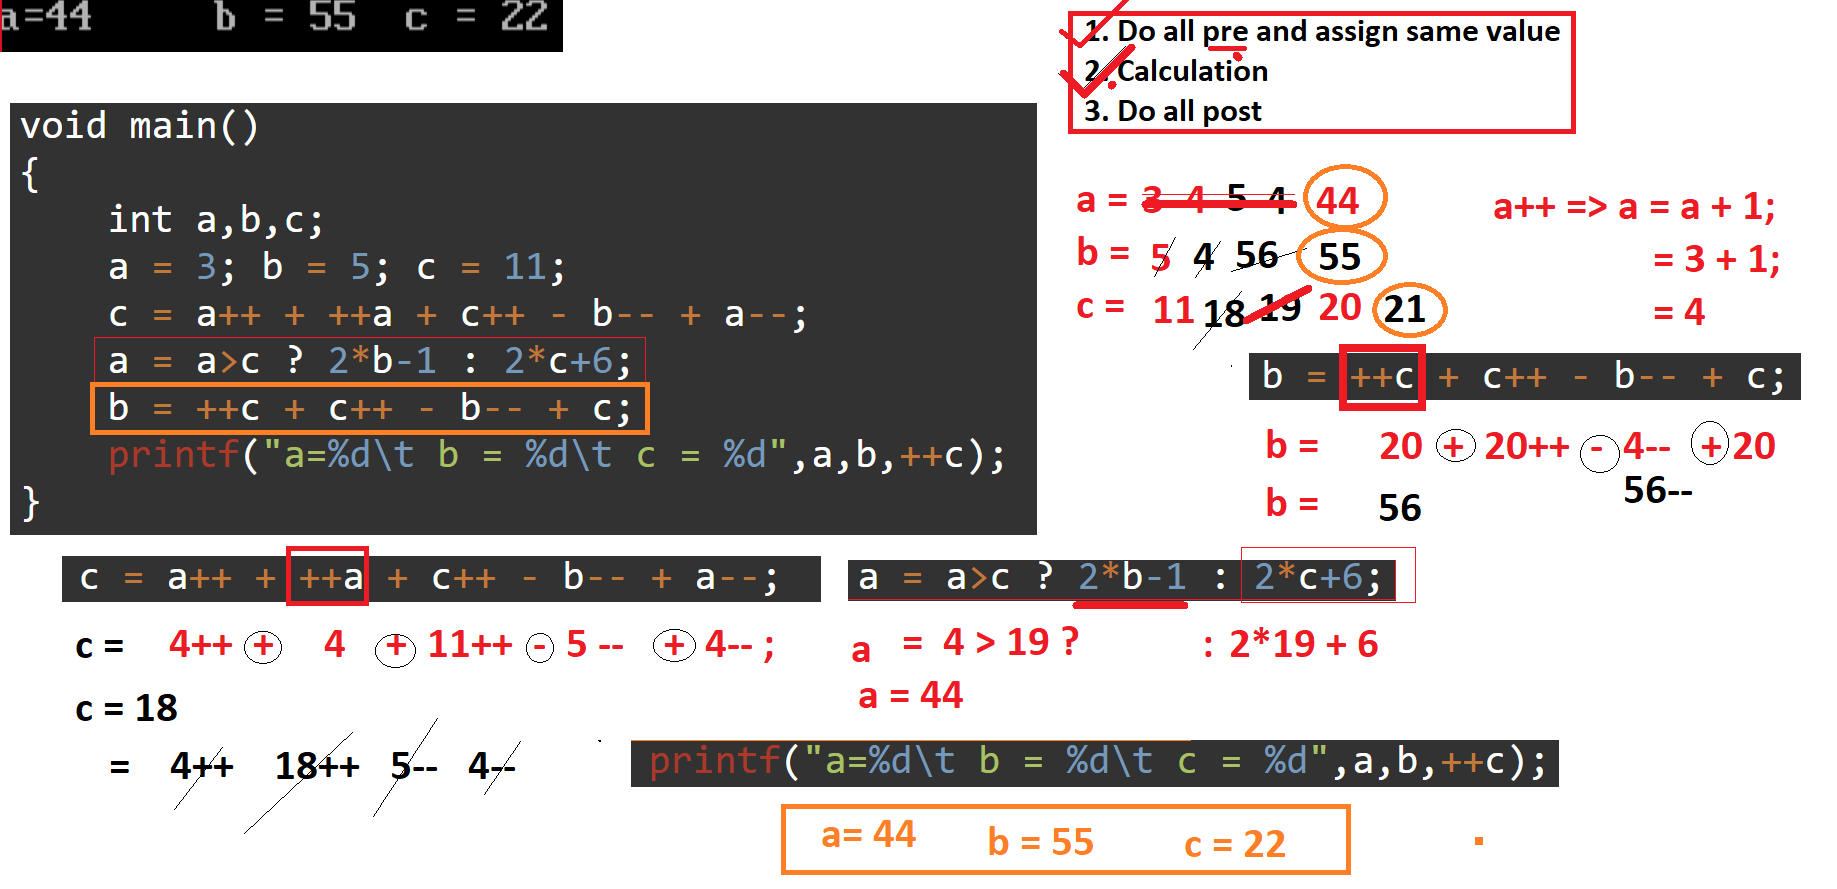 a=44 b = 55 c = 22
1. Do all pre and assign same value
2. Calculation
3. Do all post
void main()
{
int a,b,c;
a = 3; b = 5; c = 11;
c = a++ + ++a + c++ - b-- + a--;
a = a>c ? 2*b-1 : 2*c+6;
b = ++c + c++ - b-- + c;
printf("a=%d\t b = %d\t c = %d",a,b,++c);
}
a = 3 4 5 4 44
b = 5 4 56 55
c = 11 18 19 20 21
a++ => a = a + 1;
= 3 + 1;
= 4
b = ++c + c++ - b-- + c;
b = 20 + 20++ - 4-- + 20
56--
b = 56
c = a++ + ++a + c++ - b-- + a--;
c = 4++ + 4 + 11++ - 5 -- + 4-- ;
c = 18
= 4++ 18++ 5-- 4--
a = a>c ? 2*b-1 : 2*c+6;
a = 4 > 19 ? : 2*19 + 6
a = 44
printf("a=%d\t b = %d\t c = %d",a,b,++c);
a= 44 b = 55 c = 22